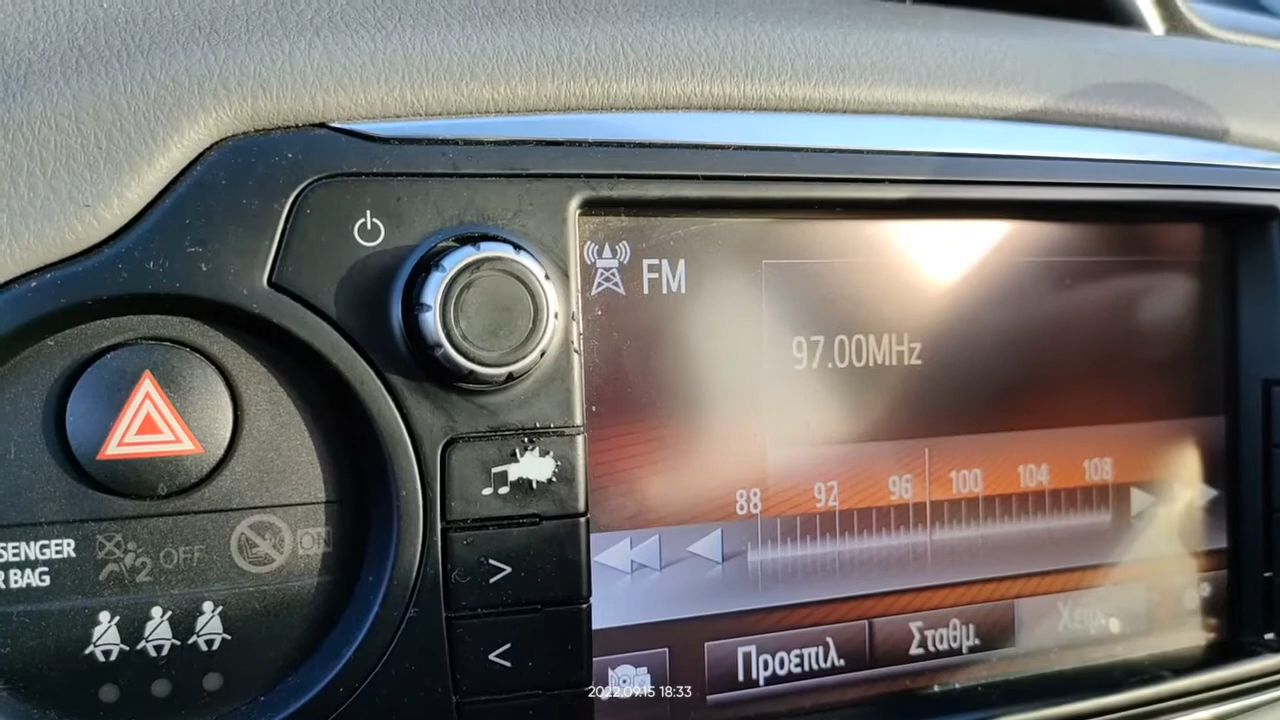 FM
97.00MHz
88 92 96 100 104 108
SENGER
R BAG
2 OFF
ON
>
<
Προεπιλ.
Σταθμ.
2022.09.15 18:33